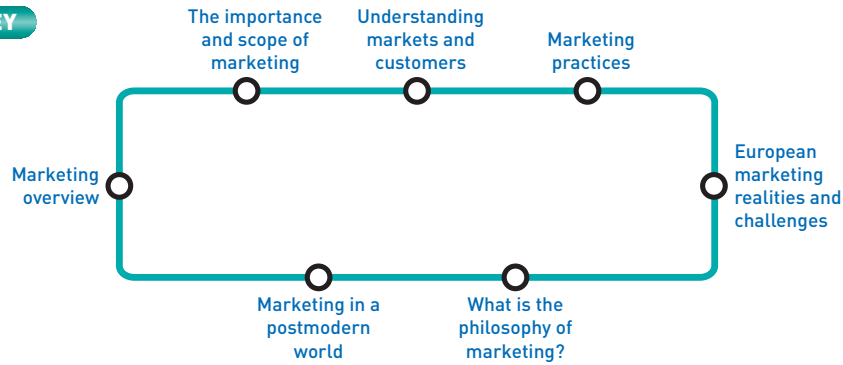 EY
The importance
and scope of
marketing
Understanding
markets and
customers
Marketing
practices
Marketing
overview
European
marketing
realities and
challenges
Marketing in a
postmodern
world
What is the
philosophy of
marketing?